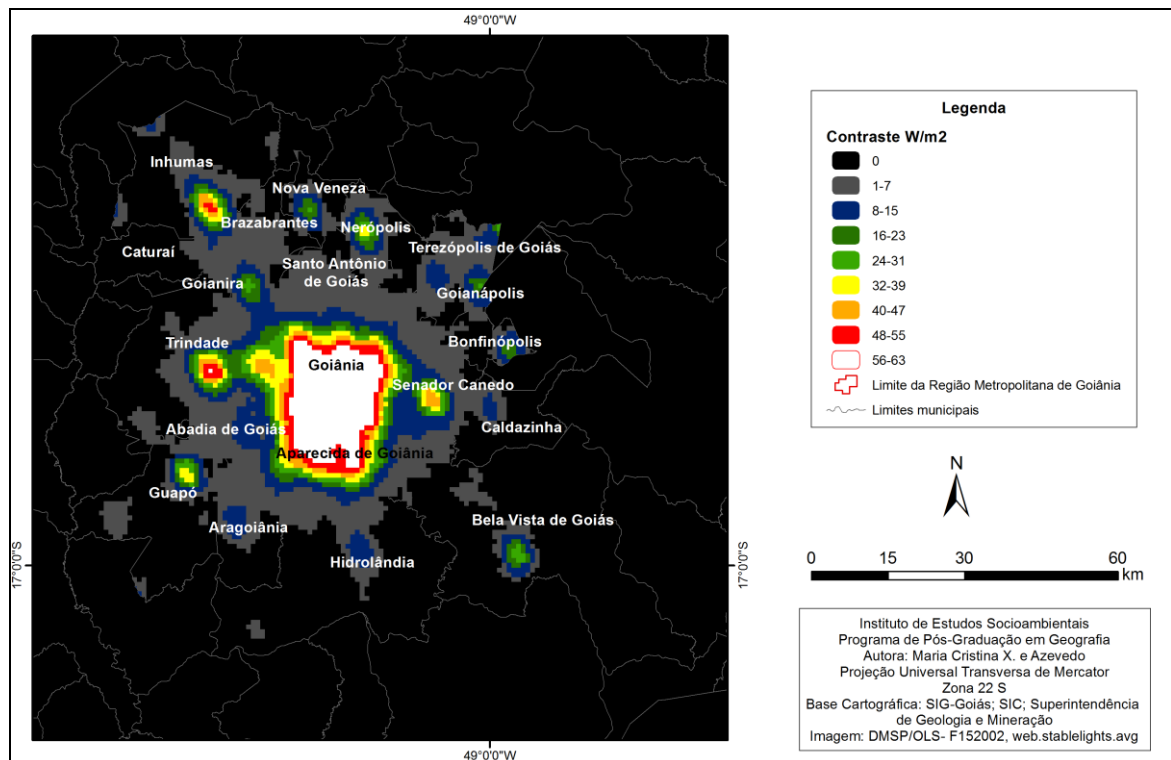 49°0'0"W
Inhumas
Nova Veneza
Brazabrantes
Nerópolis
Terezópolis de Goiás
Caturaí
Santo Antônio
de Goiás
Goianira
Goianápolis
Trindade
Bonfinópolis
Goiânia
Senador Canedo
Abadia de Goiás
Caldazinha
Aparecida de Goiânia
Guapó
Bela Vista de Goiás
Aragoiânia
Hidrolândia
17°0'0"S
17°0'0"S
49°0'0"W
Legenda
Contraste W/m2
0
1-7
8-15
16-23
24-31
32-39
40-47
48-55
56-63
Limite da Região Metropolitana de Goiânia
Limites municipais
N
0 15 30 60
km
Instituto de Estudos Socioambientais
Programa de Pós-Graduação em Geografia
Autora: Maria Cristina X. e Azevedo
Projeção Universal Transversa de Mercator
Zona 22 S
Base Cartográfica: SIG-Goiás; SIC; Superintendência
de Geologia e Mineração
Imagem: DMSP/OLS- F152002, web.stablelights.avg